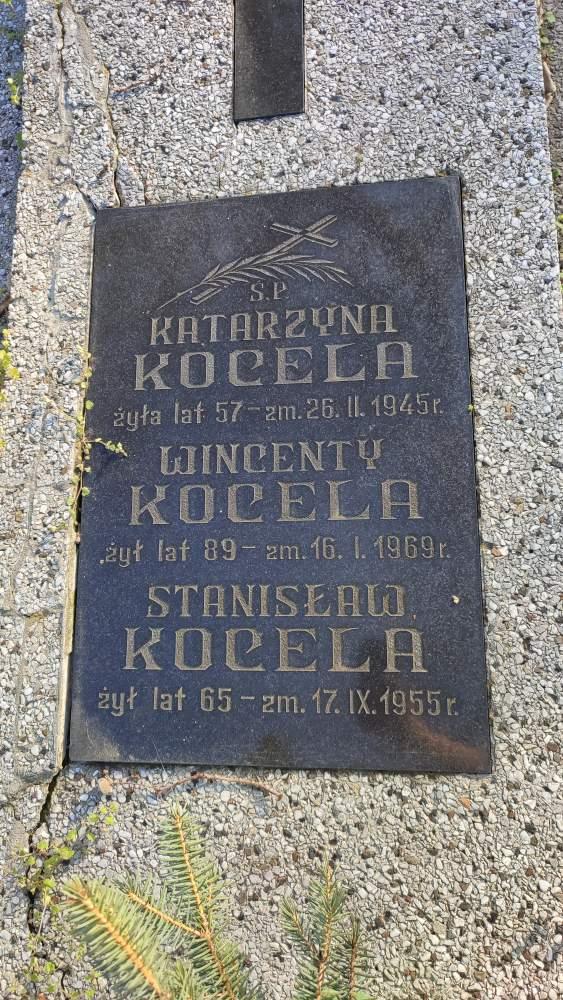 Ś.P.
KATARZYNA
KOCELA
żyła lat 57 - zm. 26. II. 1945 r.
WINCENTY
KOCELA
żył lat 89 - zm. 16. I. 1969 r.
STANISŁAW
KOCELA
żył lat 65 - zm. 17. IX. 1955 r.